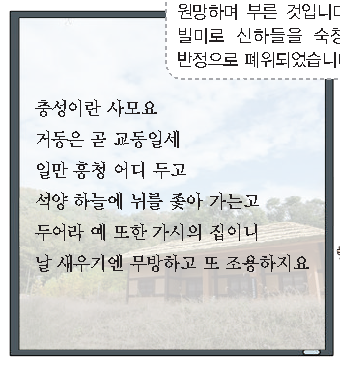 원망하며 부른 것입니다
빌미로 신하들을 숙청
반정으로 폐위되었습니
충성이란 사모요
거동은 곧 교동일세
일만 흥청 어디 두고
석양 하늘에 뉘를 좇아 가는고
두어라 예 또한 가시의 집이니
날 새우기엔 무방하고 또 조용하지요